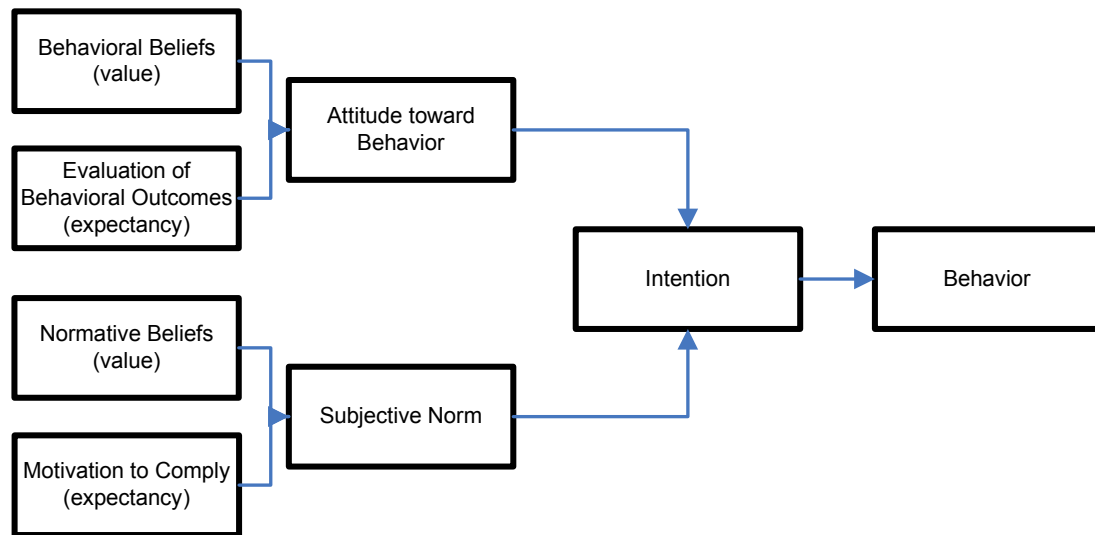 Behavioral Beliefs
(value)
Evaluation of
Behavioral Outcomes
(expectancy)
Attitude toward
Behavior
Normative Beliefs
(value)
Motivation to Comply
(expectancy)
Subjective Norm
Intention
Behavior